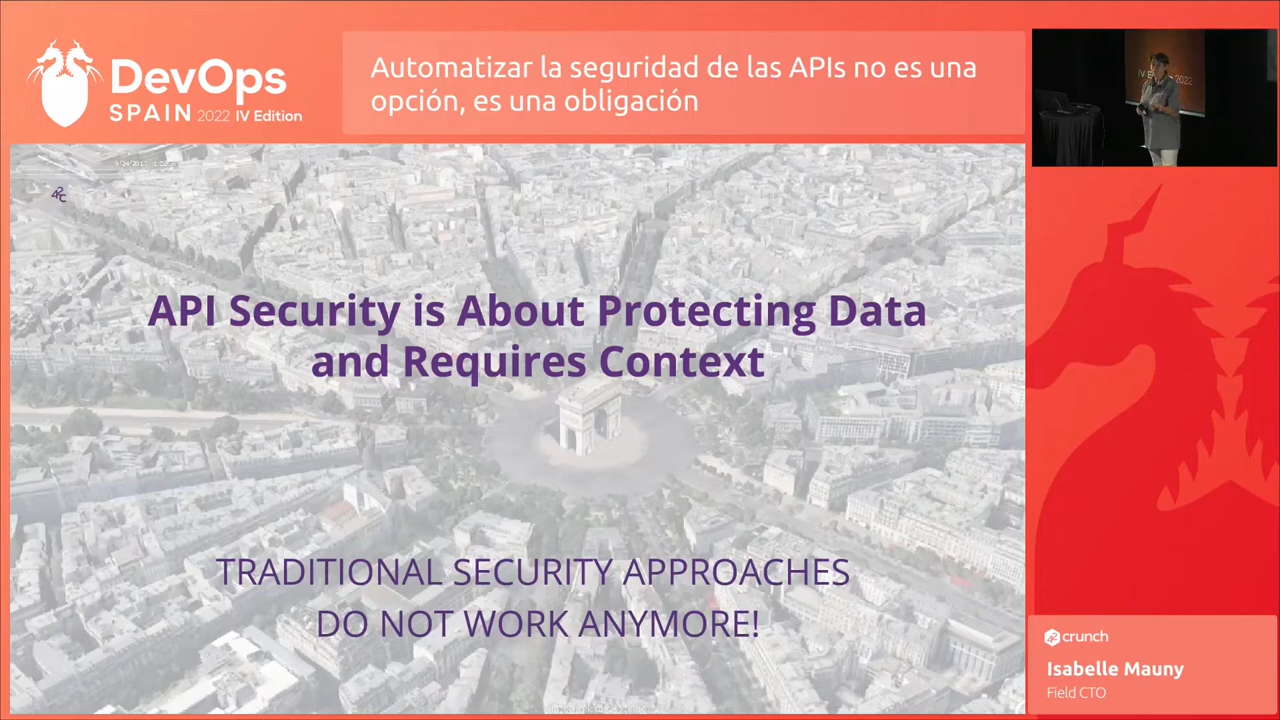 DevOps
SPAIN 2022 IV Edition
Automatizar la seguridad de las APIs no es una
opción, es una obligación
42C
API Security is About Protecting Data
and Requires Context
TRADITIONAL SECURITY APPROACHES
DO NOT WORK ANYMORE!
42crunch
Isabelle Mauny
Field CTO